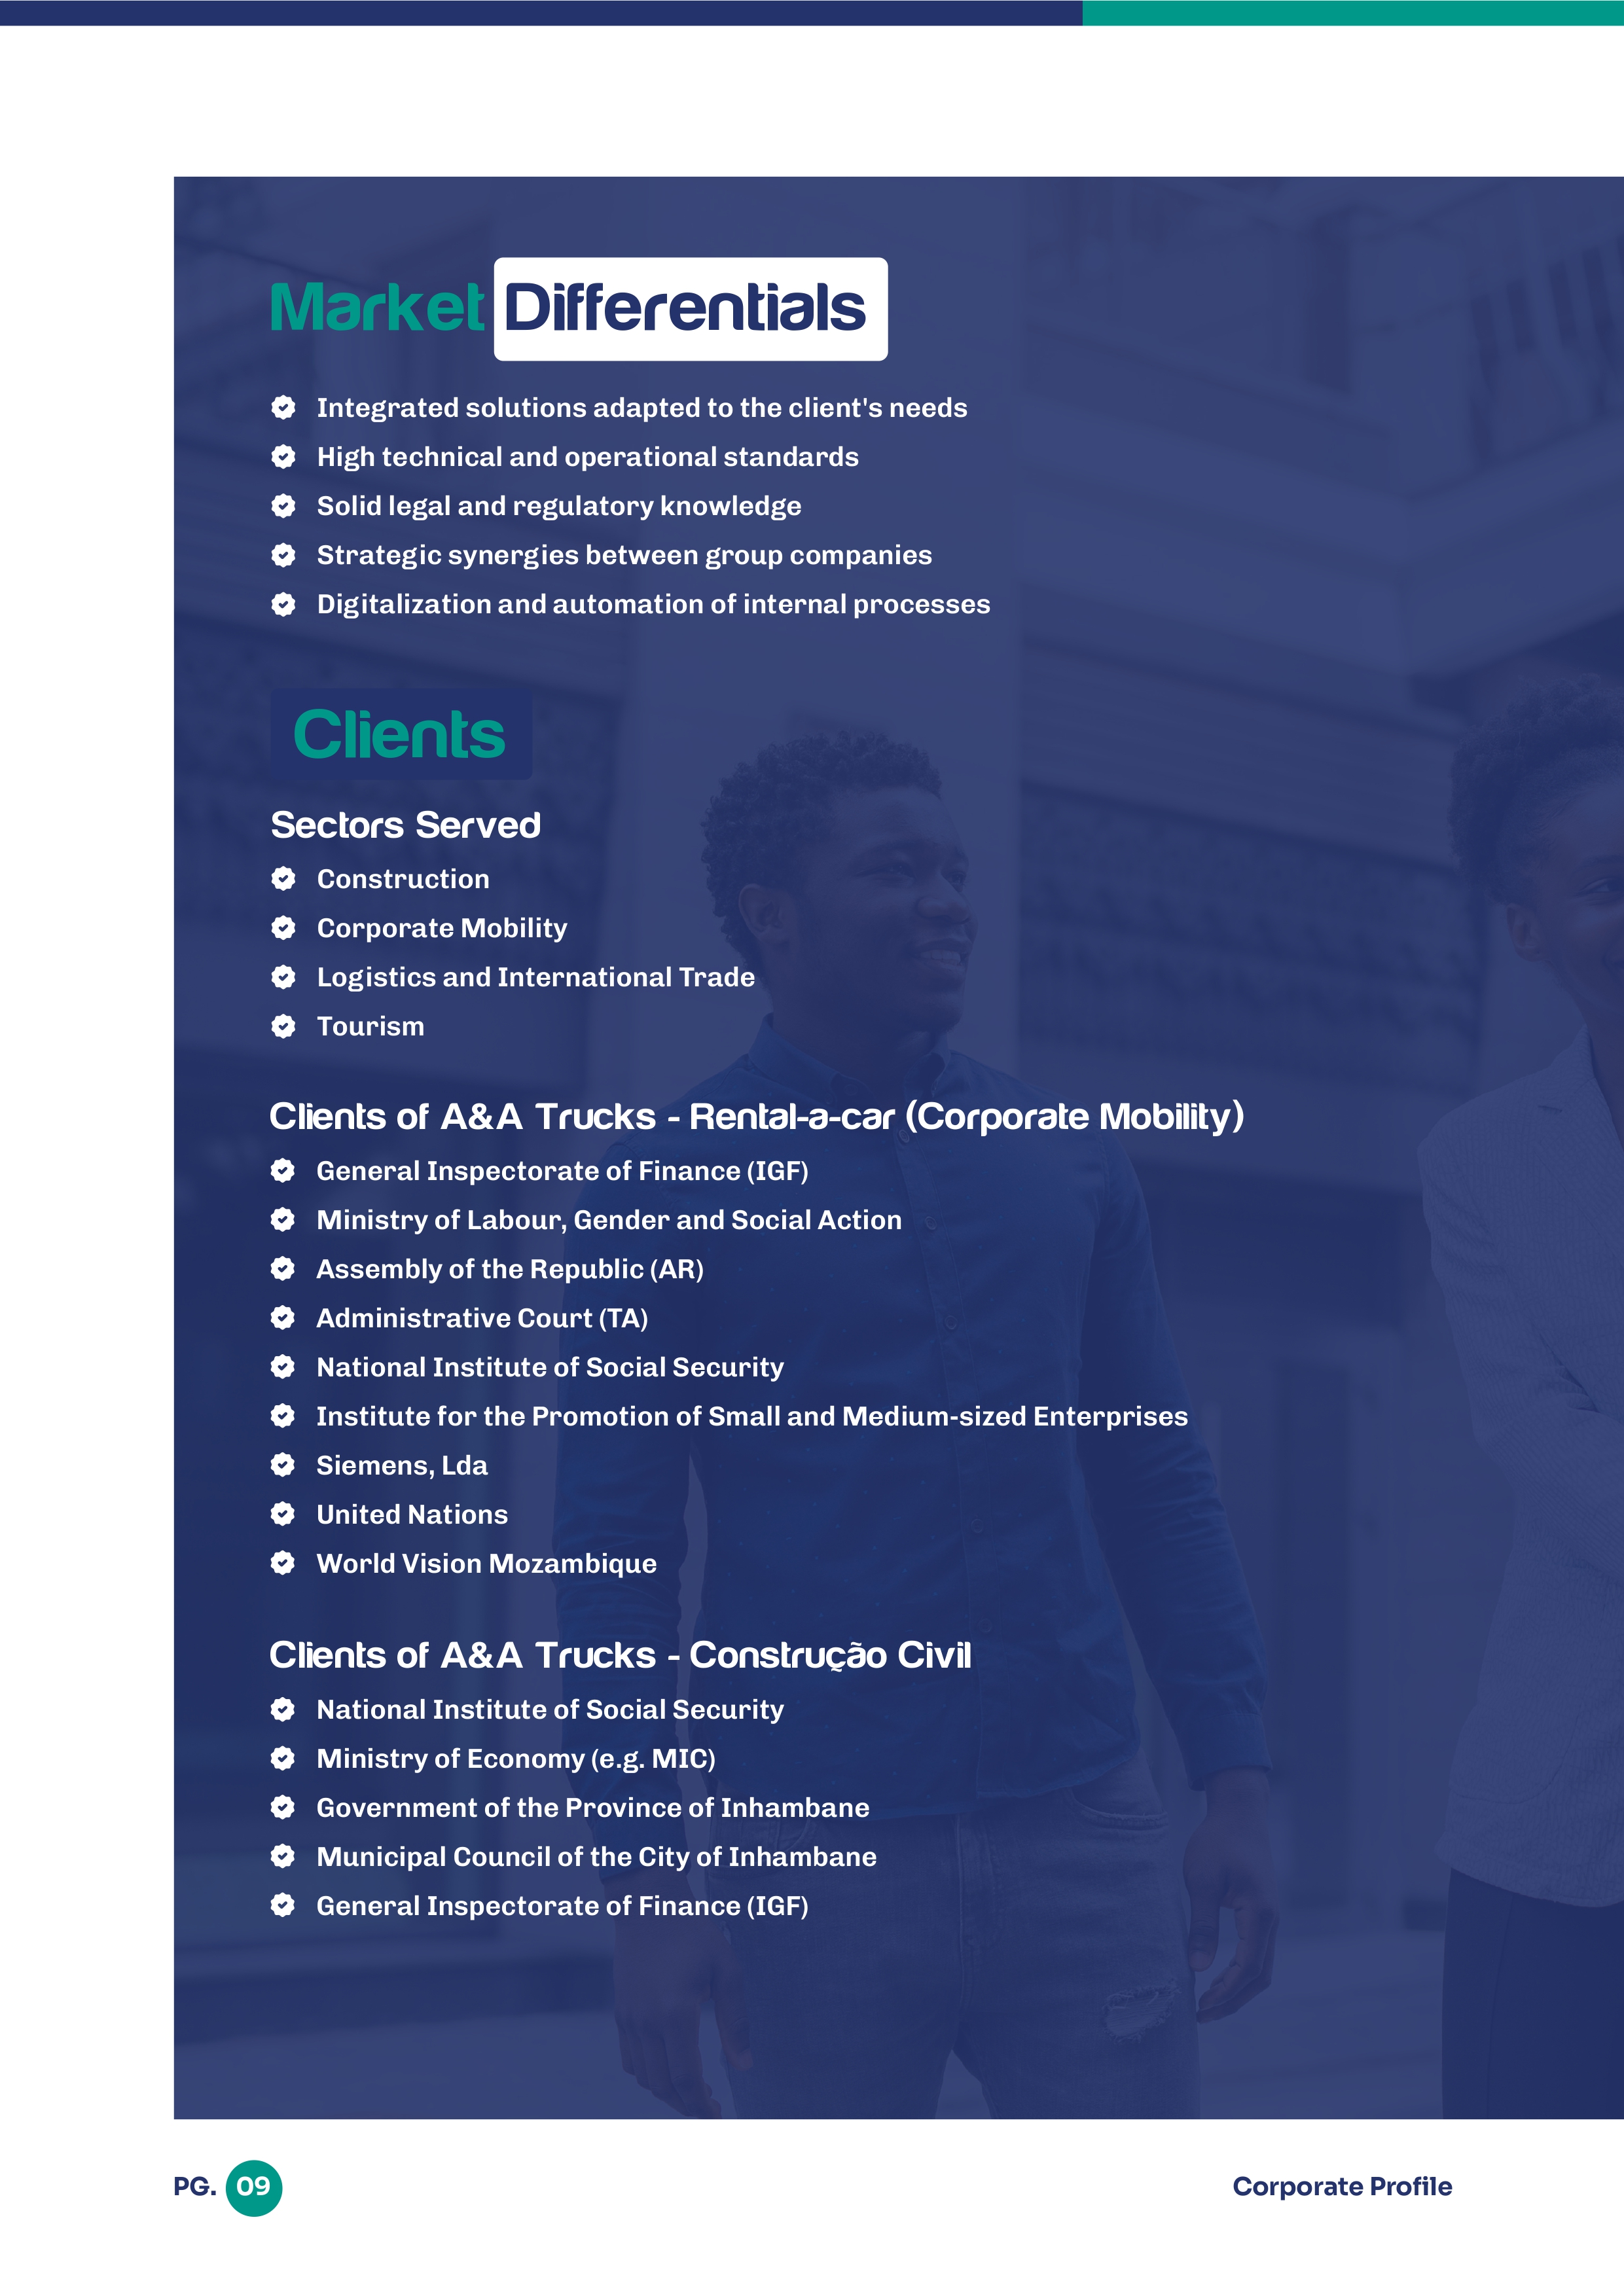 Market Differentials
Integrated solutions adapted to the client's needs
High technical and operational standards
Solid legal and regulatory knowledge
Strategic synergies between group companies
Digitalization and automation of internal processes
Clients
Sectors Served
Construction
Corporate Mobility
Logistics and International Trade
Tourism
Clients of A&A Trucks - Rental-a-car (Corporate Mobility)
General Inspectorate of Finance (IGF)
Ministry of Labour, Gender and Social Action
Assembly of the Republic (AR)
Administrative Court (TA)
National Institute of Social Security
Institute for the Promotion of Small and Medium-sized Enterprises
Siemens, Lda
United Nations
World Vision Mozambique
Clients of A&A Trucks - Construção Civil
National Institute of Social Security
Ministry of Economy (e.g. MIC)
Government of the Province of Inhambane
Municipal Council of the City of Inhambane
General Inspectorate of Finance (IGF)
PG. 09
Corporate Profile